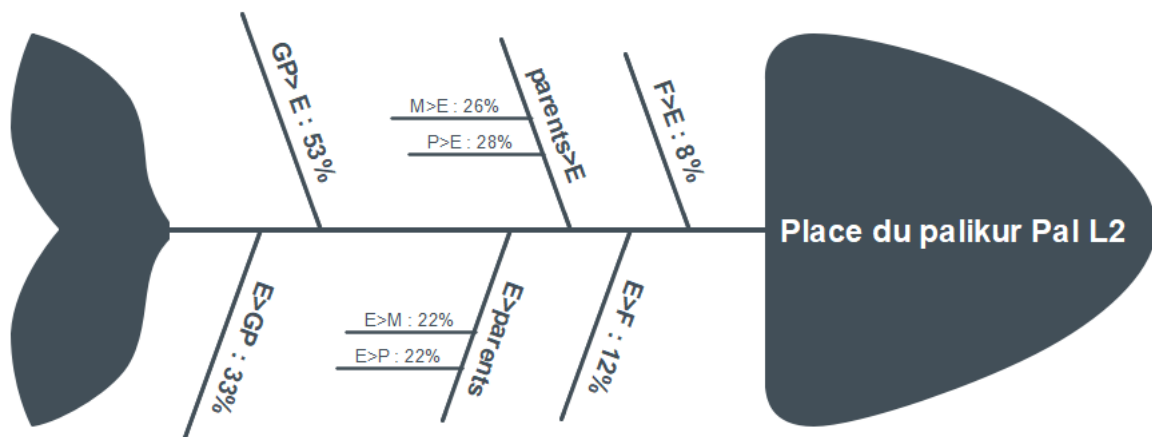 GP> E : 53%
parents>E
M>E : 26%
P>E : 28%
F>E : 8%
Place du palikur Pal L2
E>GP : 33%
E>parents
E>M : 22%
E>P : 22%
E>F : 12%